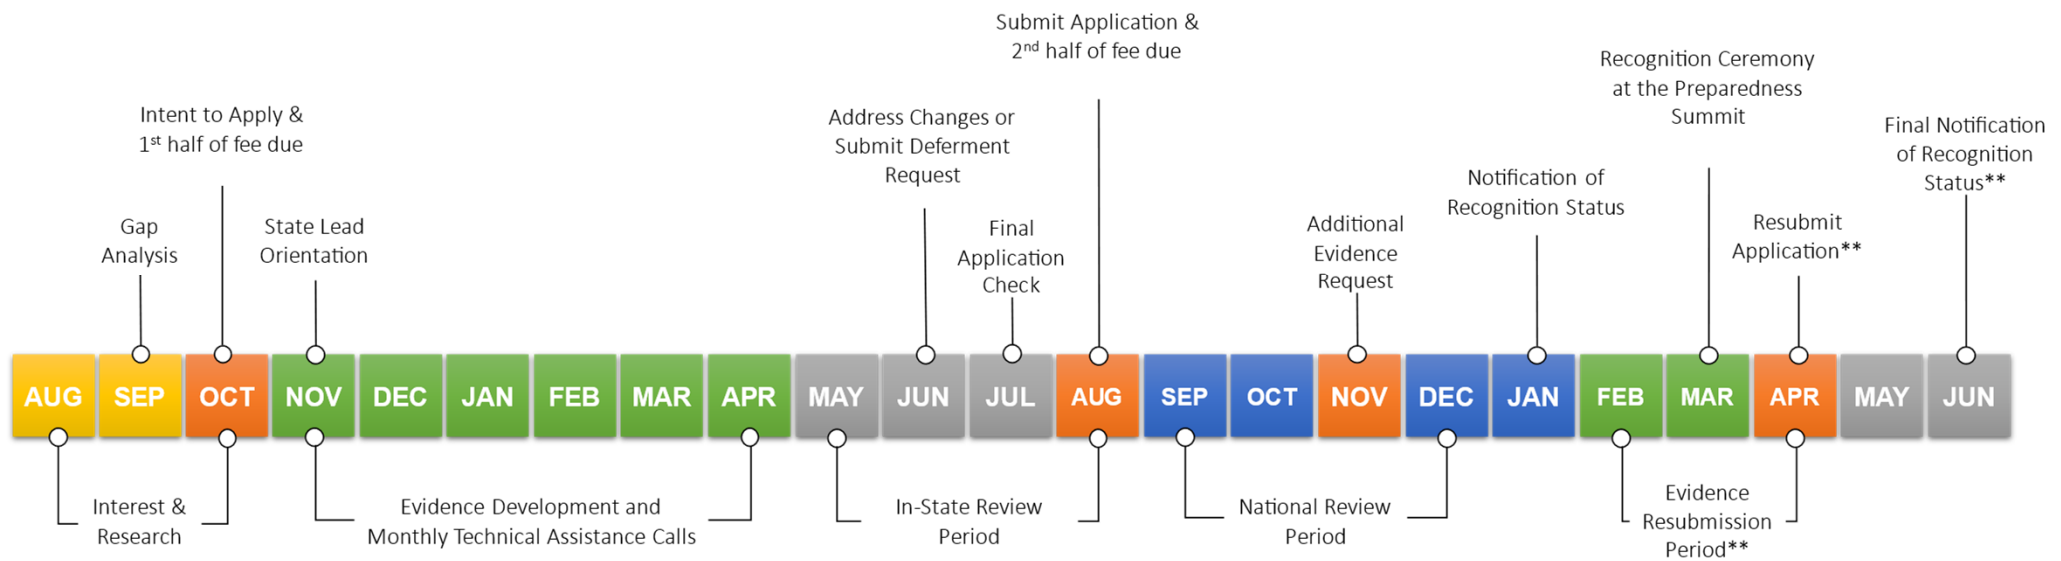 Submit Application &
2nd half of fee due
Recognition Ceremony
at the Preparedness
Summit
Intent to Apply &
1st half of fee due
Address Changes or
Submit Deferment
Request
Final Notification
of Recognition
Status**
Notification of
Recognition Status
Gap
Analysis
State Lead
Orientation
Final
Application
Check
Additional
Evidence
Request
Resubmit
Application**
AUG SEP OCT NOV DEC JAN FEB MAR APR MAY JUN JUL AUG SEP OCT NOV DEC JAN FEB MAR APR MAY JUN
Interest &
Research
Evidence Development and
Monthly Technical Assistance Calls
In-State Review
Period
National Review
Period
Evidence
Resubmission
Period**